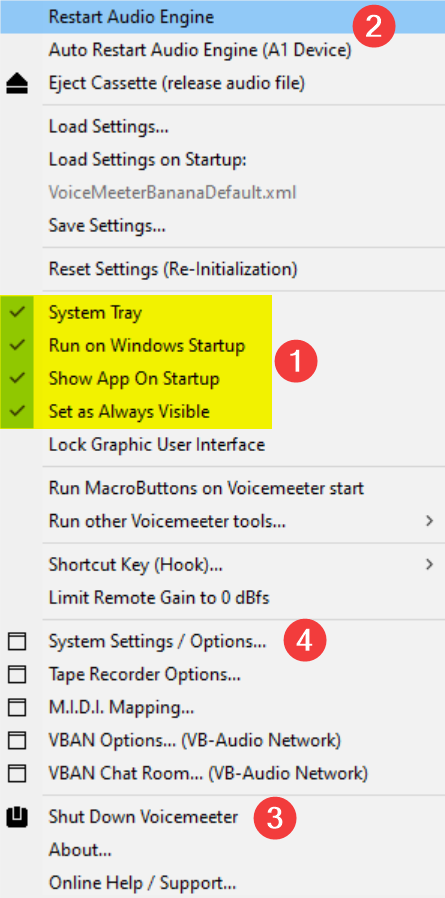 Restart Audio Engine
2
Auto Restart Audio Engine (A1 Device)
Eject Cassette (release audio file)
Load Settings...
Load Settings on Startup:
VoiceMeeterBananaDefault.xml
Save Settings...
Reset Settings (Re-Initialization)
System Tray
Run on Windows Startup
1
Show App On Startup
Set as Always Visible
Lock Graphic User Interface
Run MacroButtons on Voicemeeter start
Run other Voicemeeter tools...
Shortcut Key (Hook)...
Limit Remote Gain to 0 dBfs
System Settings / Options...
4
Tape Recorder Options...
M.I.D.I. Mapping...
VBAN Options... (VB-Audio Network)
VBAN Chat Room... (VB-Audio Network)
Shut Down Voicemeeter
3
About...
Online Help / Support...